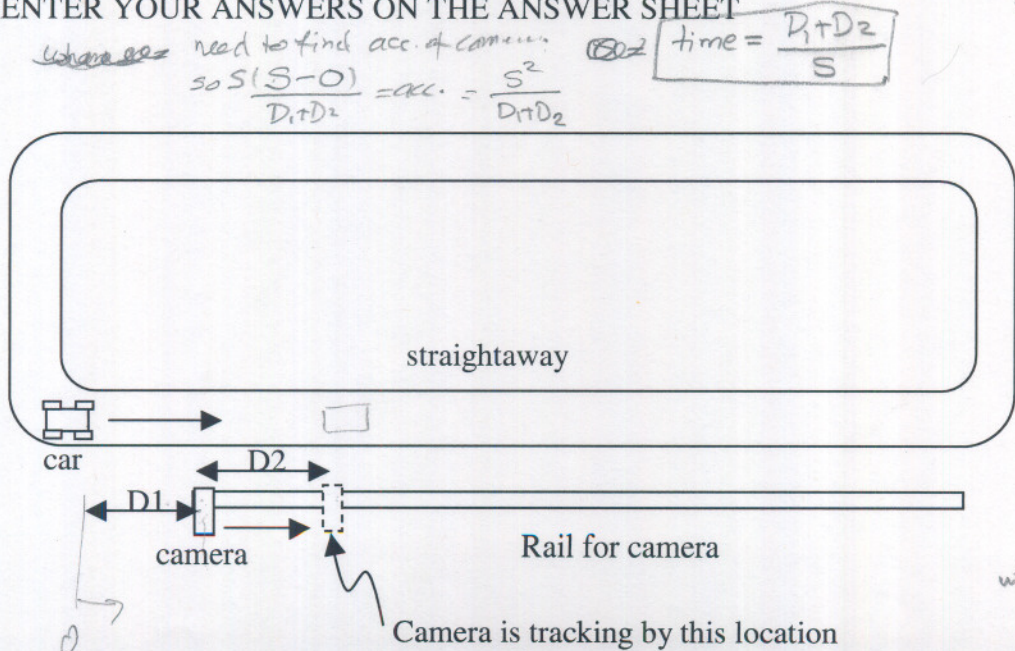 ENTER YOUR ANSWERS ON THE ANSWER SHEET
need to find acc. of camera.
time = D1+D2 / S
so S(S-0) / D1+D2 = acc. = S² / D1+D2
straightaway
car
D2
D1
camera
Rail for camera
Camera is tracking by this location